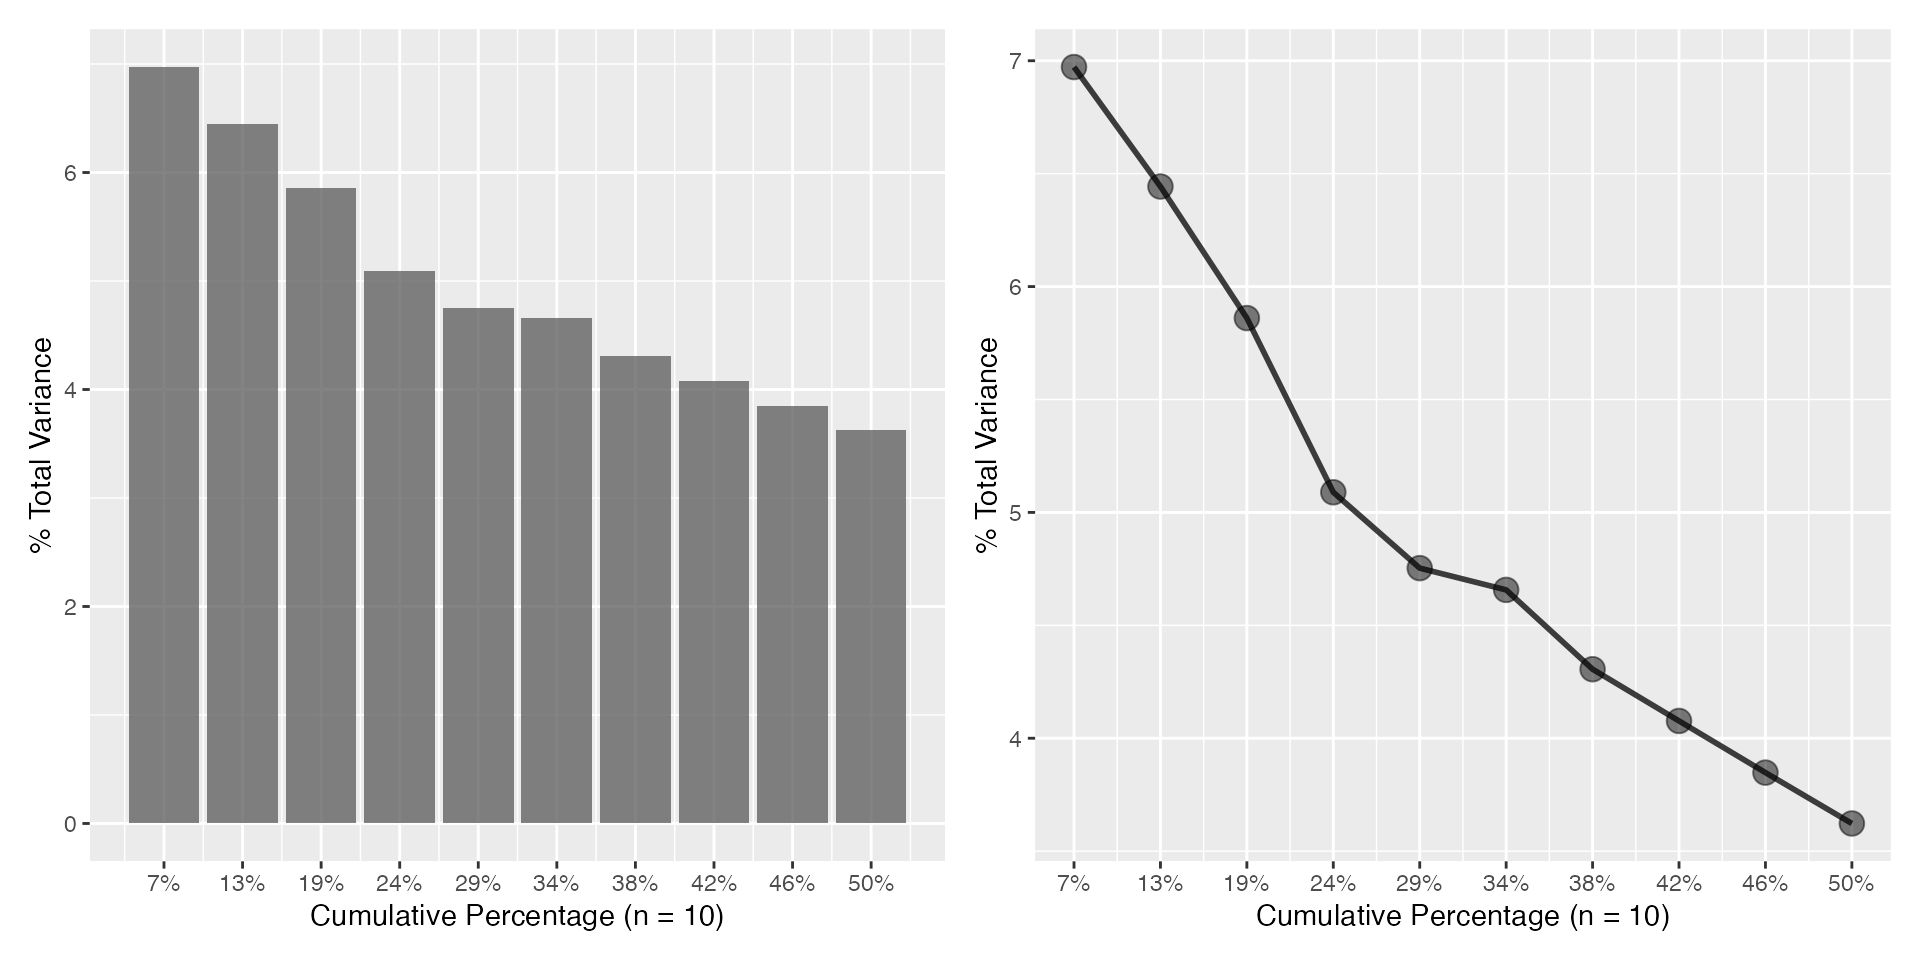 % Total Variance
6
4
2
0
7% 13% 19% 24% 29% 34% 38% 42% 46% 50%
Cumulative Percentage (n = 10)
% Total Variance
7
6
5
4
7% 13% 19% 24% 29% 34% 38% 42% 46% 50%
Cumulative Percentage (n = 10)